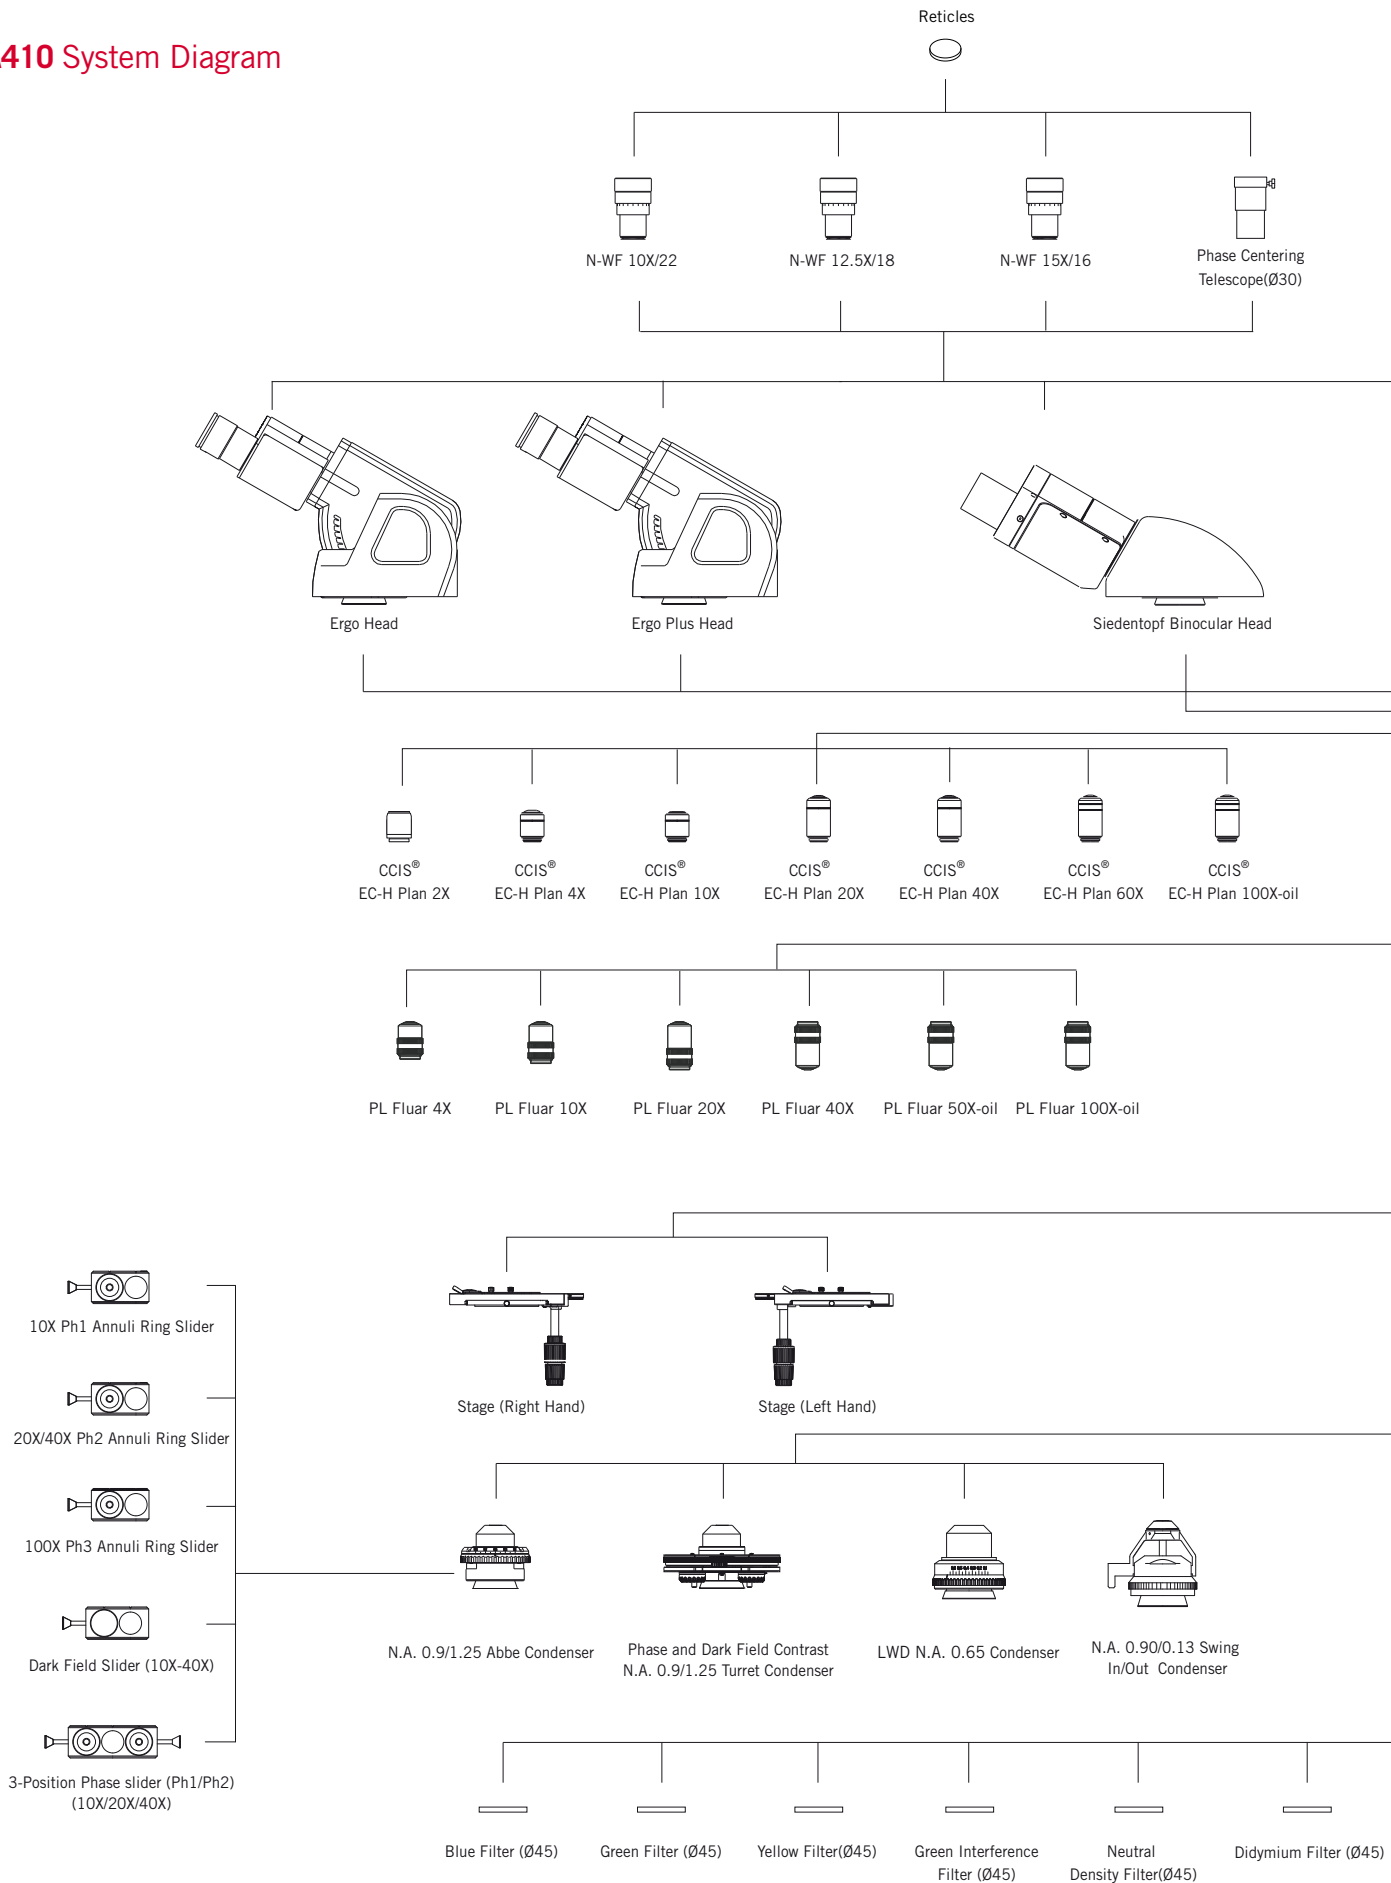 Reticles
A410 System Diagram
N-WF 10X/22
N-WF 12.5X/18
N-WF 15X/16
Phase Centering
Telescope(Ø30)
Ergo Head
Ergo Plus Head
Siedentopf Binocular Head
CCIS®
EC-H Plan 2X
CCIS®
EC-H Plan 4X
CCIS®
EC-H Plan 10X
CCIS®
EC-H Plan 20X
CCIS®
EC-H Plan 40X
CCIS®
EC-H Plan 60X
CCIS®
EC-H Plan 100X-oil
PL Fluar 4X
PL Fluar 10X
PL Fluar 20X
PL Fluar 40X
PL Fluar 50X-oil
PL Fluar 100X-oil
10X Ph1 Annuli Ring Slider
20X/40X Ph2 Annuli Ring Slider
100X Ph3 Annuli Ring Slider
Dark Field Slider (10X-40X)
3-Position Phase slider (Ph1/Ph2)
(10X/20X/40X)
Stage (Right Hand)
Stage (Left Hand)
N.A. 0.9/1.25 Abbe Condenser
Phase and Dark Field Contrast
N.A. 0.9/1.25 Turret Condenser
LWD N.A. 0.65 Condenser
N.A. 0.90/0.13 Swing
In/Out Condenser
Blue Filter (Ø45)
Green Filter (Ø45)
Yellow Filter(Ø45)
Green Interference
Filter (Ø45)
Neutral
Density Filter(Ø45)
Didymium Filter (Ø45)